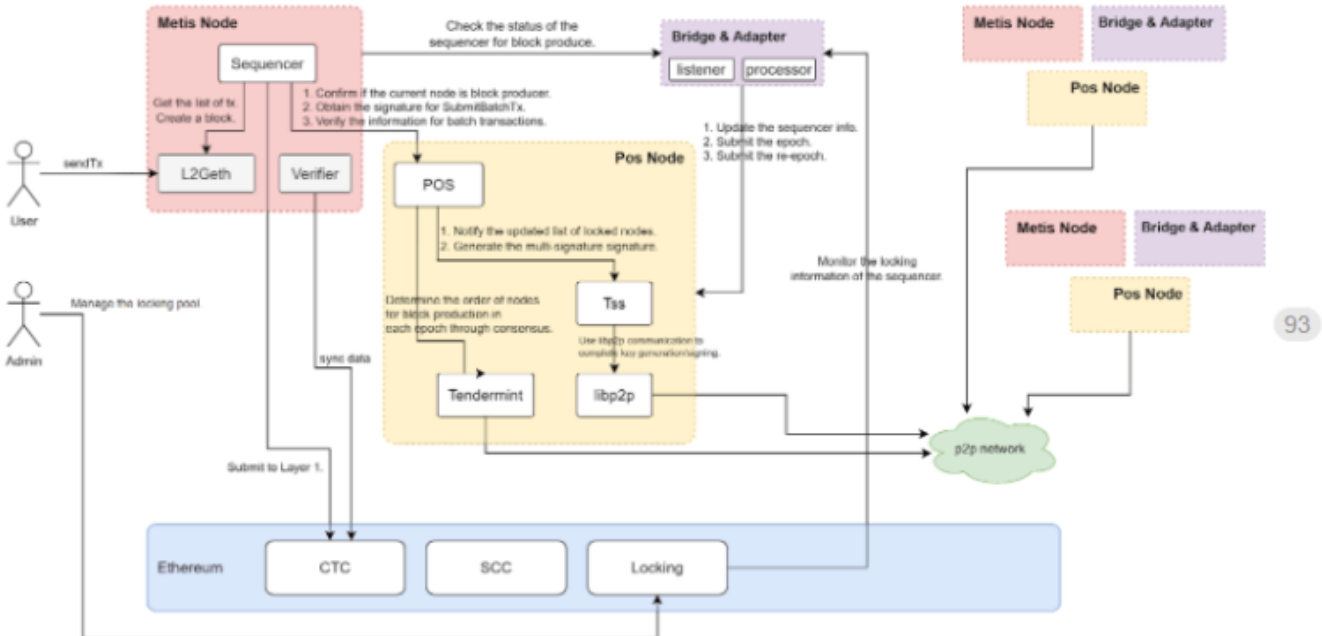 Metis Node
Sequencer
Get the list of tx.
Create a block.
1. Confirm if the current node is block producer.
2. Obtain the signature for SubmitBatchTx.
3. Verify the information for batch transactions.
L2Geth
Verifier
Check the status of the
sequencer for block produce.
Bridge & Adapter
listener
processor
1. Update the sequencer info.
2. Submit the epoch.
3. Submit the re-epoch.
User
sendTx
Admin
Manage the locking pool
Pos Node
POS
1. Notify the updated list of locked nodes.
2. Generate the multi-signature signature.
Determine the order of nodes
for block production in
each epoch through consensus.
Tss
Use libp2p communication to
complete key generation/signing.
Tendermint
libp2p
sync data
Submit to Layer 1.
Monitor the locking
information of the sequencer.
Metis Node
Bridge & Adapter
Pos Node
Metis Node
Bridge & Adapter
Pos Node
p2p network
93
Ethereum
CTC
SCC
Locking